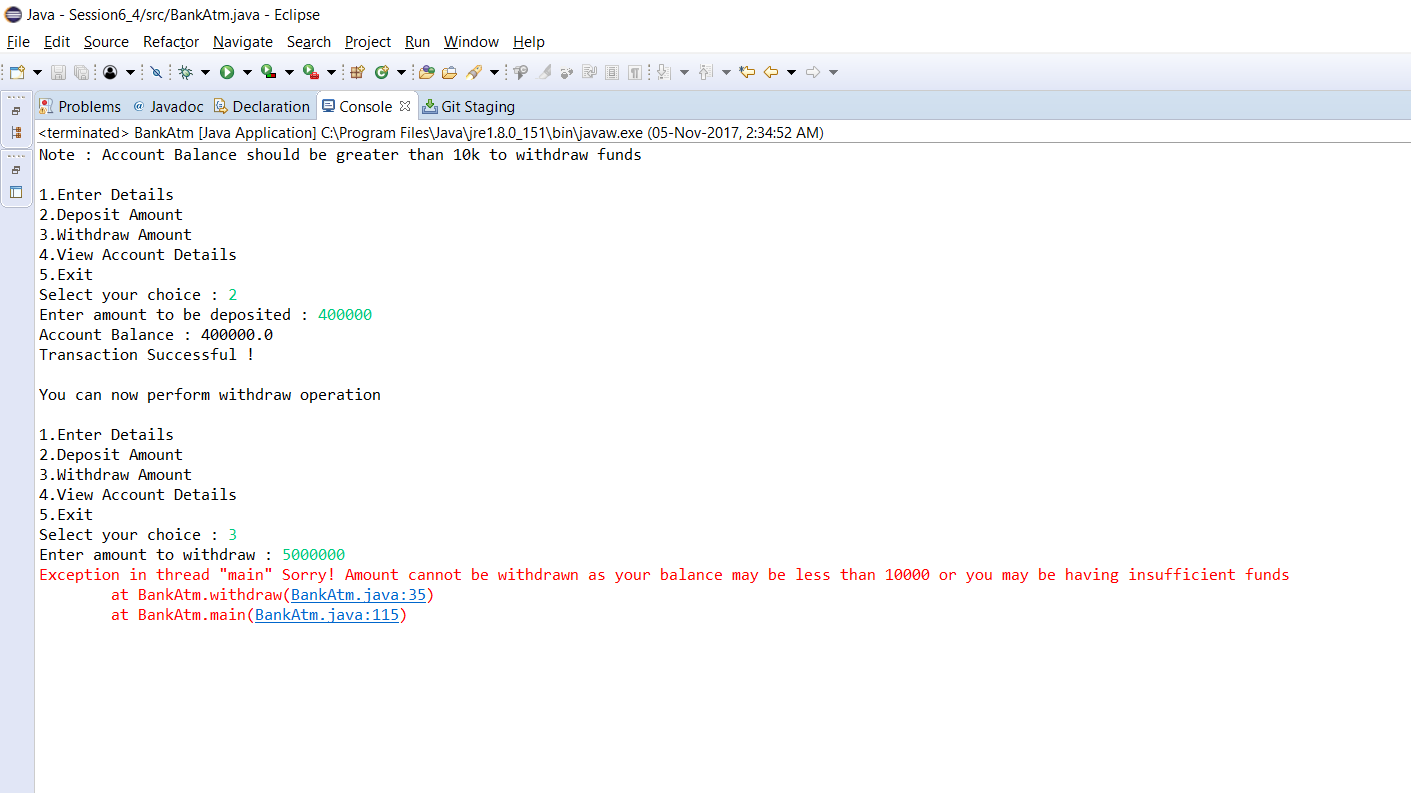 Java - Session6_4/src/BankAtm.java - Eclipse
File Edit Source Refactor Navigate Search Project Run Window Help
Problems @ Javadoc Declaration Console Git Staging
<terminated> BankAtm [Java Application] C:\Program Files\Java\jre1.8.0_151\bin\javaw.exe (05-Nov-2017, 2:34:52 AM)
Note : Account Balance should be greater than 10k to withdraw funds
1.Enter Details
2.Deposit Amount
3.Withdraw Amount
4.View Account Details
5.Exit
Select your choice : 2
Enter amount to be deposited : 400000
Account Balance : 400000.0
Transaction Successful !
You can now perform withdraw operation
1.Enter Details
2.Deposit Amount
3.Withdraw Amount
4.View Account Details
5.Exit
Select your choice : 3
Enter amount to withdraw : 5000000
Exception in thread "main" Sorry! Amount cannot be withdrawn as your balance may be less than 10000 or you may be having insufficient funds
at BankAtm.withdraw(BankAtm.java:35)
at BankAtm.main(BankAtm.java:115)